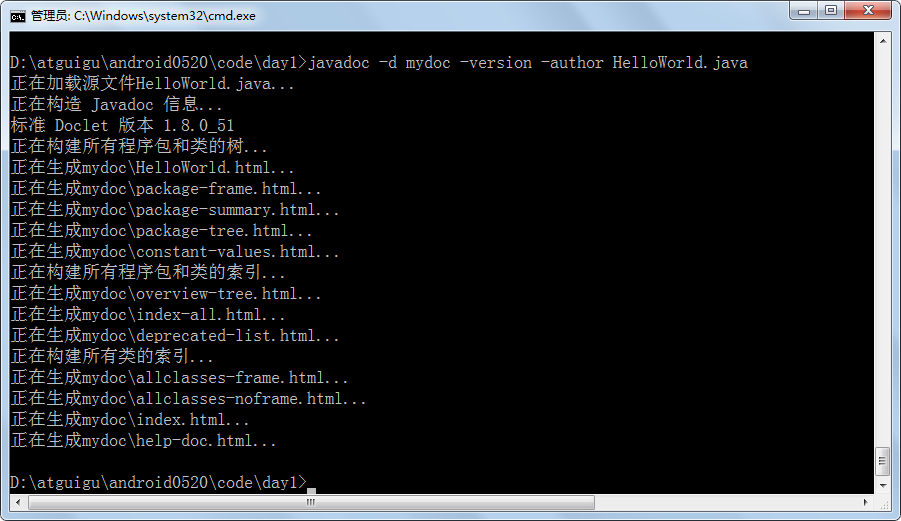 管理员: C:\Windows\system32\cmd.exe
D:\atguigu\android0520\code\day1>javadoc -d mydoc -version -author HelloWorld.java
正在加载源文件HelloWorld.java...
正在构造 Javadoc 信息...
标准 Doclet 版本 1.8.0_51
正在构建所有程序包和类的树...
正在生成mydoc\HelloWorld.html...
正在生成mydoc\package-frame.html...
正在生成mydoc\package-summary.html...
正在生成mydoc\package-tree.html...
正在生成mydoc\constant-values.html...
正在构建所有程序包和类的索引...
正在生成mydoc\overview-tree.html...
正在生成mydoc\index-all.html...
正在生成mydoc\deprecated-list.html...
正在构建所有类的索引...
正在生成mydoc\allclasses-frame.html...
正在生成mydoc\allclasses-noframe.html...
正在生成mydoc\index.html...
正在生成mydoc\help-doc.html...
D:\atguigu\android0520\code\day1>